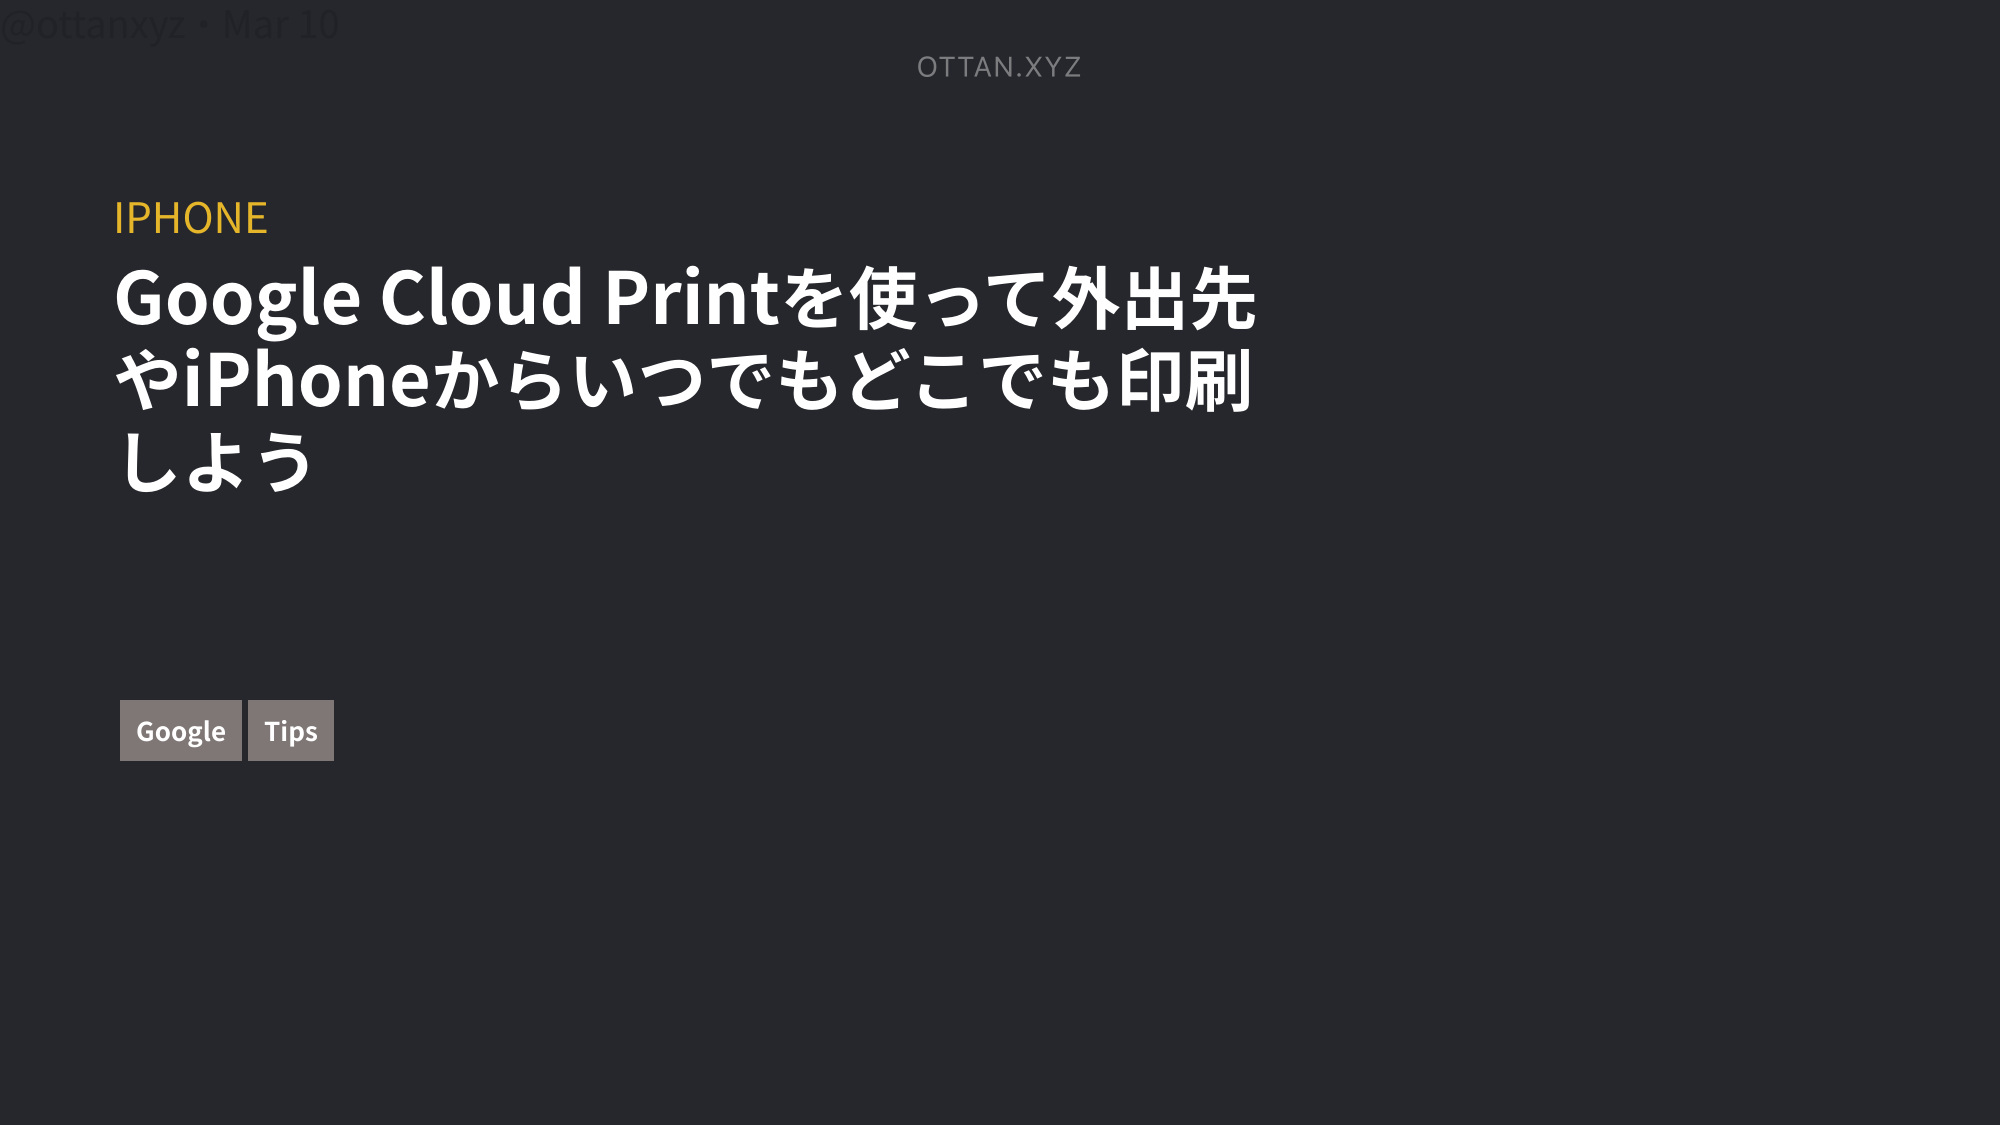 @ottanxyz・Mar 10
OTTAN.XYZ
IPHONE
Google Cloud Printを使って外出先
やiPhoneからいつでもどこでも印刷
しよう
Google Tips